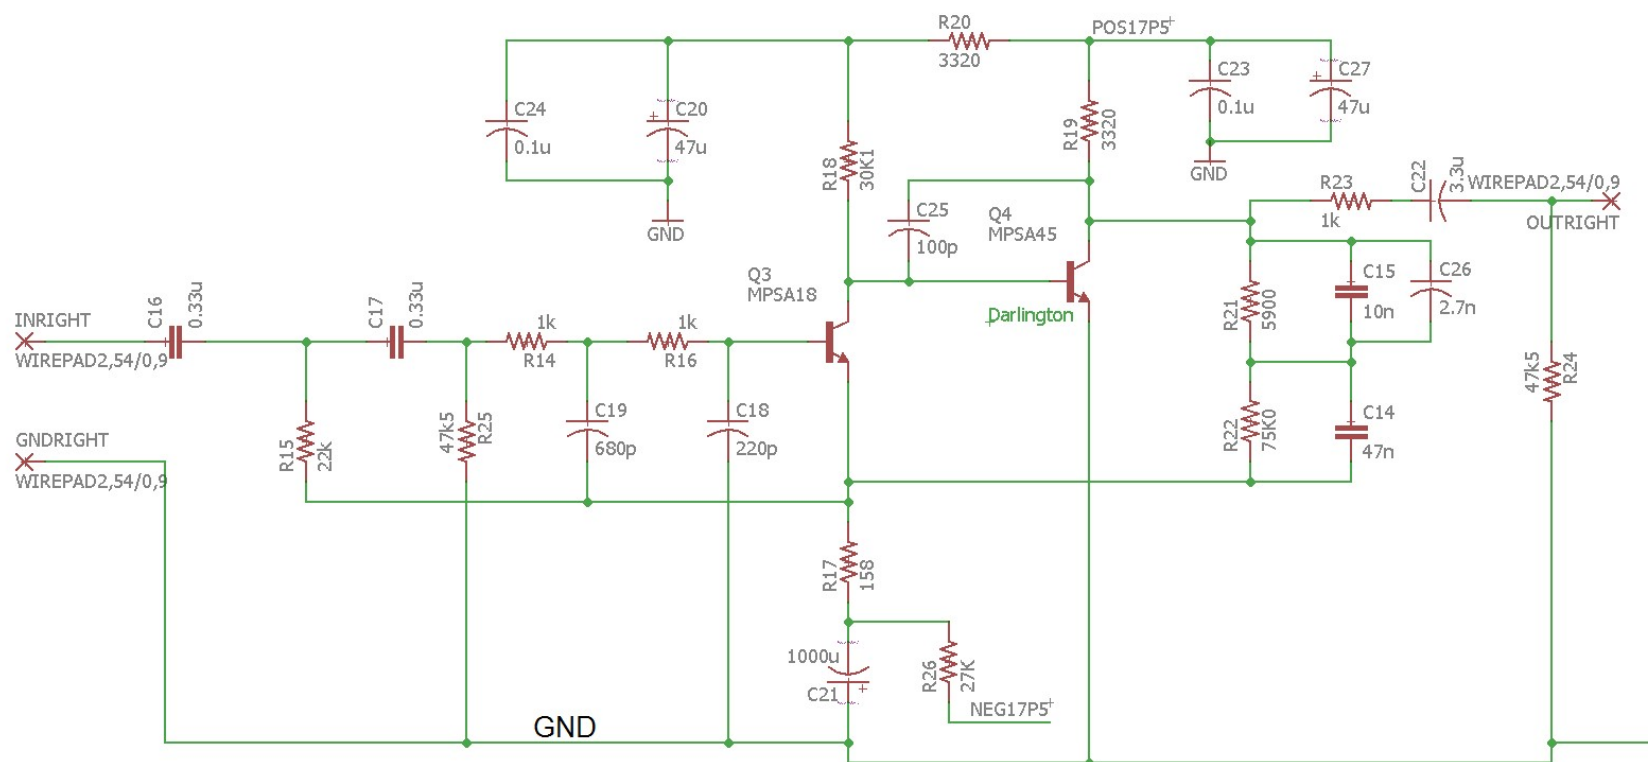 R20
3320
POS17P5
C24
0.1u
C20
47u
GND
R18
30K1
R19
3320
C23
0.1u
C27
47u
GND
C25
100p
Q4
MPSA45
Darlington
R23
1k
C22
3.3u
WIREPAD2,54/0,9
OUTRIGHT
Q3
MPSA18
INRIGHT
WIREPAD2,54/0,9
C16
0.33u
C17
0.33u
1k
R14
1k
R16
R21
5900
C15
10n
C26
2.7n
R24
47k5
GNDRIGHT
WIREPAD2,54/0,9
R15
22k
47k5
R25
C19
680p
C18
220p
R22
75K0
C14
47n
R17
158
1000u
C21
R26
27K
NEG17P5
GND